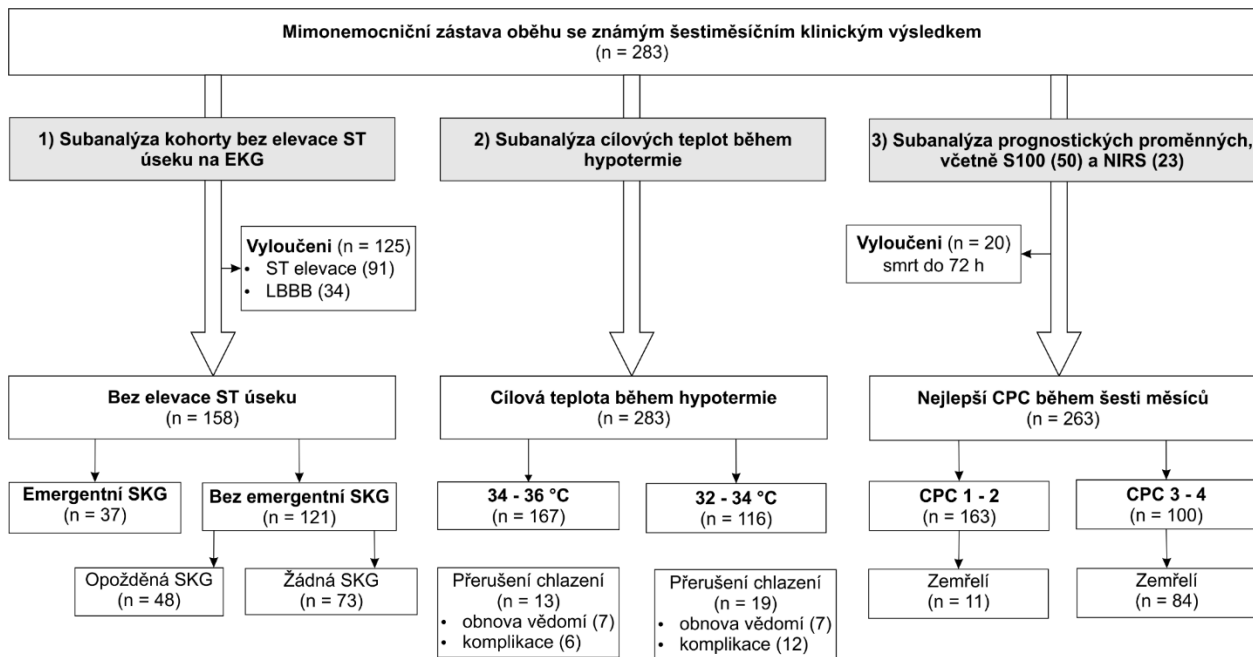 Mimonemocniční zástava oběhu se známým šestiměsíčním klinickým výsledkem
(n = 283)
1) Subanalýza kohorty bez elevace ST
úseku na EKG
2) Subanalýza cílových teplot během
hypotermie
3) Subanalýza prognostických proměnných,
včetně S100 (50) a NIRS (23)
Vyloučeni (n = 125)
• ST elevace (91)
• LBBB (34)
Vyloučeni (n = 20)
smrt do 72 h
Bez elevace ST úseku
(n = 158)
Cílová teplota během hypotermie
(n = 283)
Nejlepší CPC během šesti měsíců
(n = 263)
Emergentní SKG
(n = 37)
Bez emergentní SKG
(n = 121)
34 - 36 °C
(n = 167)
32 - 34 °C
(n = 116)
CPC 1 - 2
(n = 163)
CPC 3 - 4
(n = 100)
Opožděná SKG
(n = 48)
Žádná SKG
(n = 73)
Přerušení chlazení
(n = 13)
• obnova vědomí (7)
• komplikace (6)
Přerušení chlazení
(n = 19)
• obnova vědomí (7)
• komplikace (12)
Zemřelí
(n = 11)
Zemřelí
(n = 84)